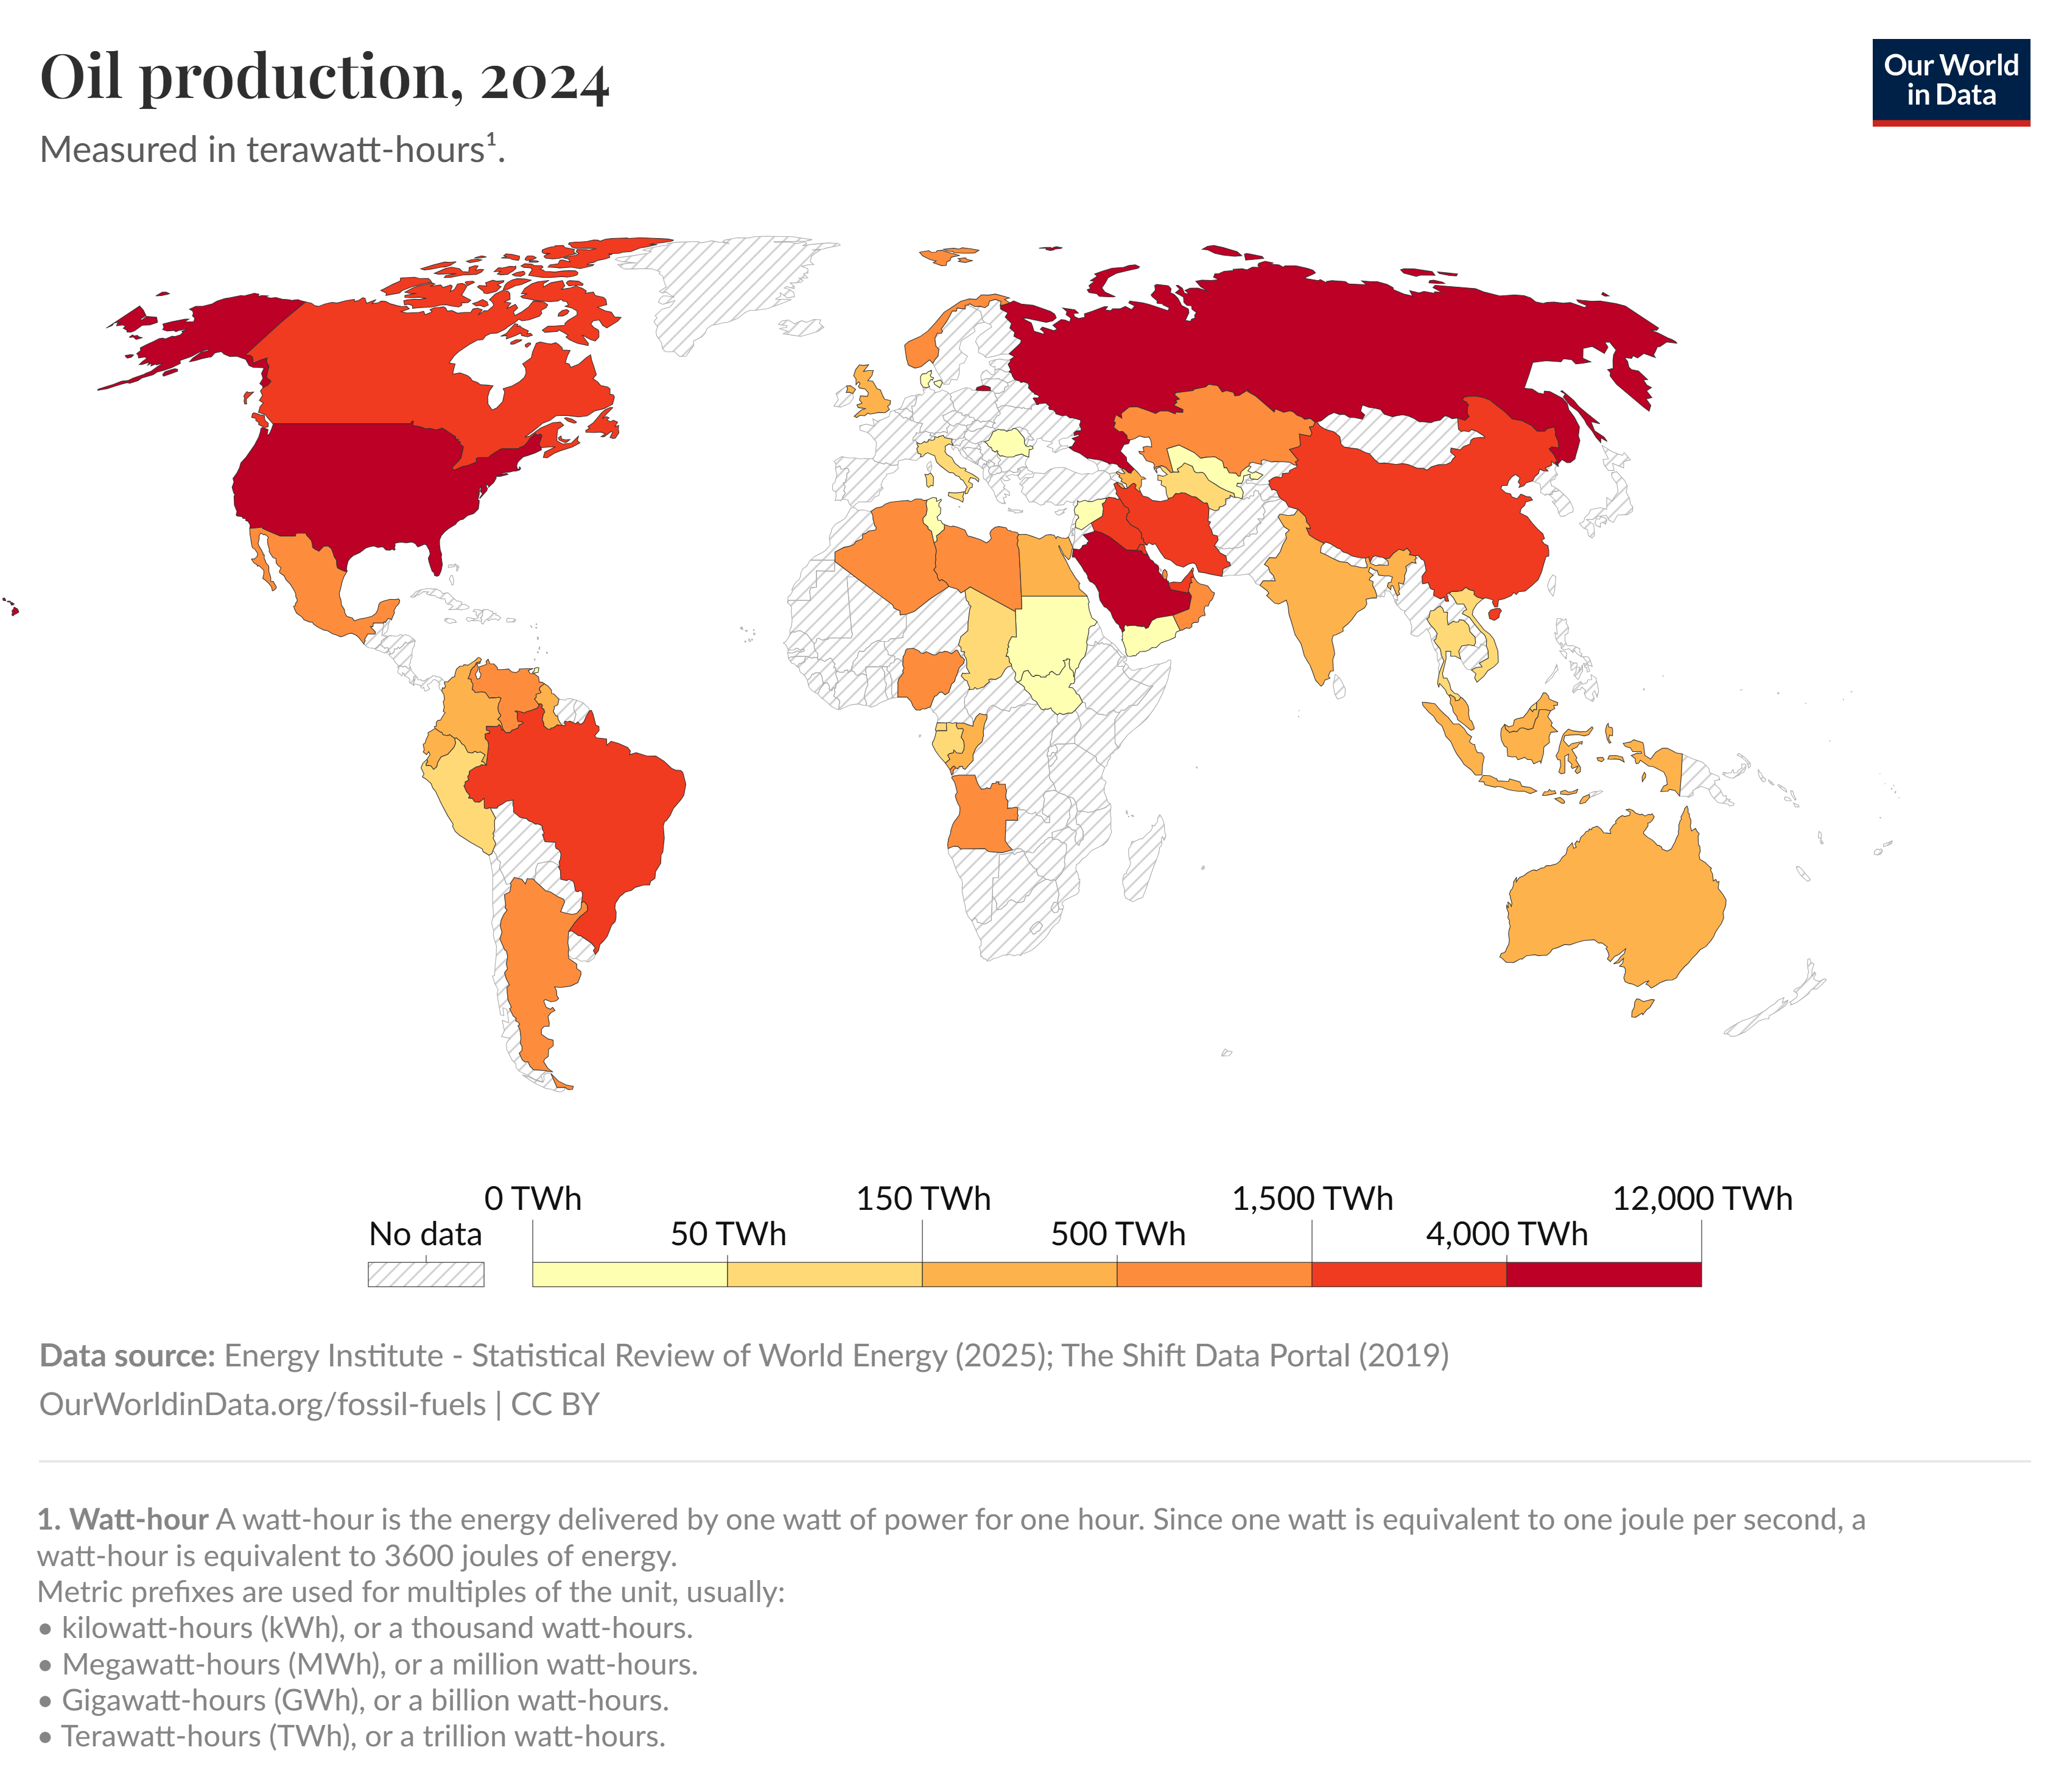 Oil production, 2024
Our World
in Data
Measured in terawatt-hours¹.
0 TWh
150 TWh
1,500 TWh
12,000 TWh
No data
50 TWh
500 TWh
4,000 TWh
Data source: Energy Institute - Statistical Review of World Energy (2025); The Shift Data Portal (2019)
OurWorldinData.org/fossil-fuels | CC BY
1. Watt-hour A watt-hour is the energy delivered by one watt of power for one hour. Since one watt is equivalent to one joule per second, a
watt-hour is equivalent to 3600 joules of energy.
Metric prefixes are used for multiples of the unit, usually:
• kilowatt-hours (kWh), or a thousand watt-hours.
• Megawatt-hours (MWh), or a million watt-hours.
• Gigawatt-hours (GWh), or a billion watt-hours.
• Terawatt-hours (TWh), or a trillion watt-hours.